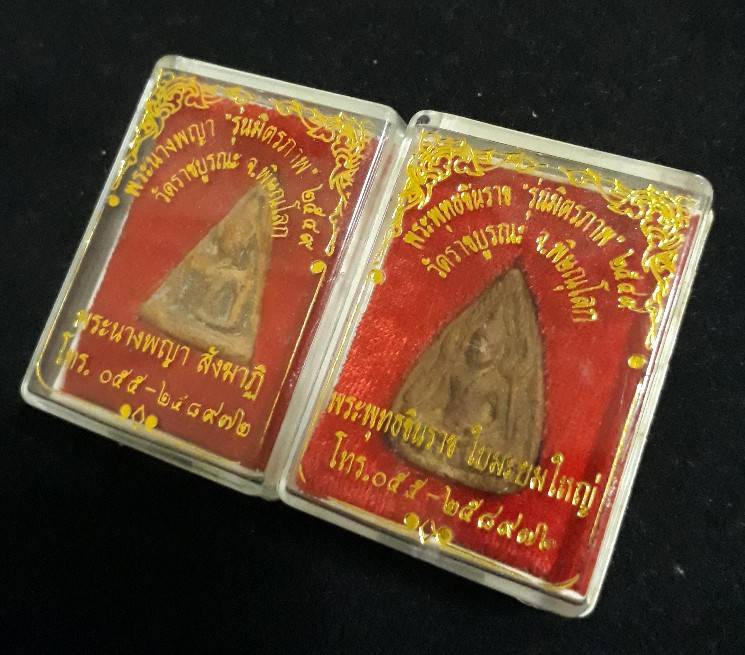 พระนางพญา "รุ่นมิตรภาพ" ๒๕๔๙
วัดราชบูรณะ จ.พิษณุโลก
พระนางพญา สังฆาฏิ
โทร. ๐๕๕-๒๕๘๙๗๒
พระพุทธชินราช "รุ่นมิตรภาพ" ๒๕๔๙
วัดราชบูรณะ จ.พิษณุโลก
พระพุทธชินราช ใบมะยมใหญ่
โทร.๐๕๕-๒๕๘๙๗๒